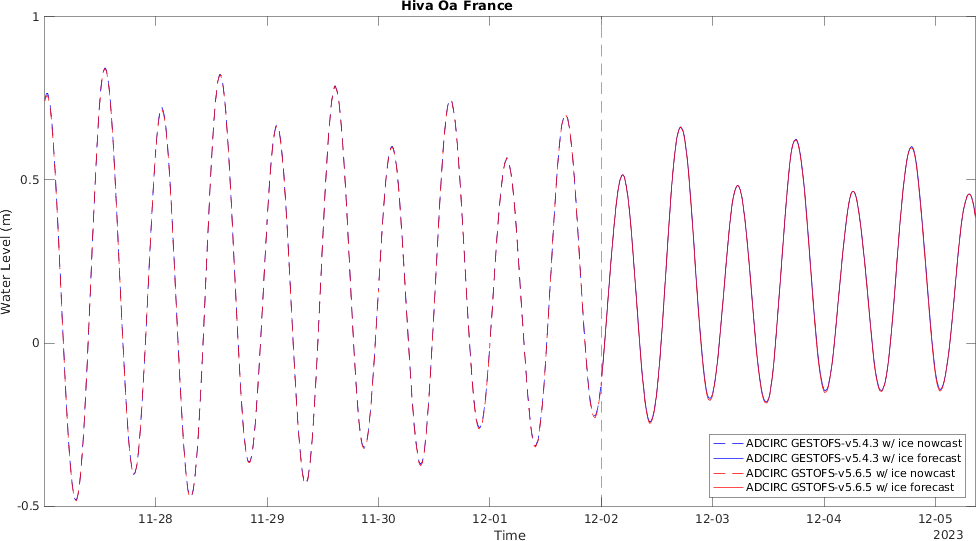 Hiva Oa France
1
0.5
0
-0.5
Water Level (m)
11-28
11-29
11-30
12-01
12-02
12-03
12-04
12-05
Time
2023
ADCIRC GESTOFS-v5.4.3 w/ ice nowcast
ADCIRC GESTOFS-v5.4.3 w/ ice forecast
ADCIRC GSTOFS-v5.6.5 w/ ice nowcast
ADCIRC GSTOFS-v5.6.5 w/ ice forecast